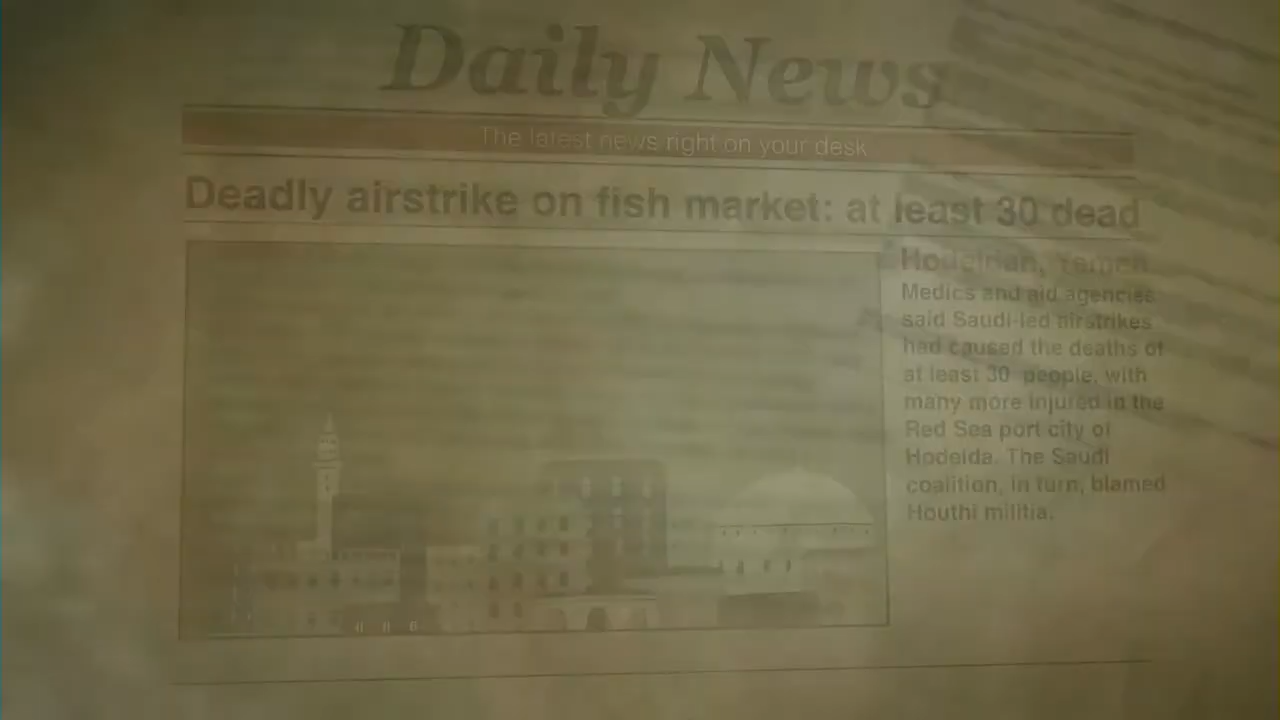 Daily News
The latest news right on your desk
Deadly airstrike on fish market: at least 30 dead
Yemen
Medics and aid agencies
said Saudi-led airstrikes
had caused the deaths of
at least 30 people, with
many more injured in the
Red Sea port city of
Hodeida. The Saudi
coalition, in turn, blamed
Houthi militia.